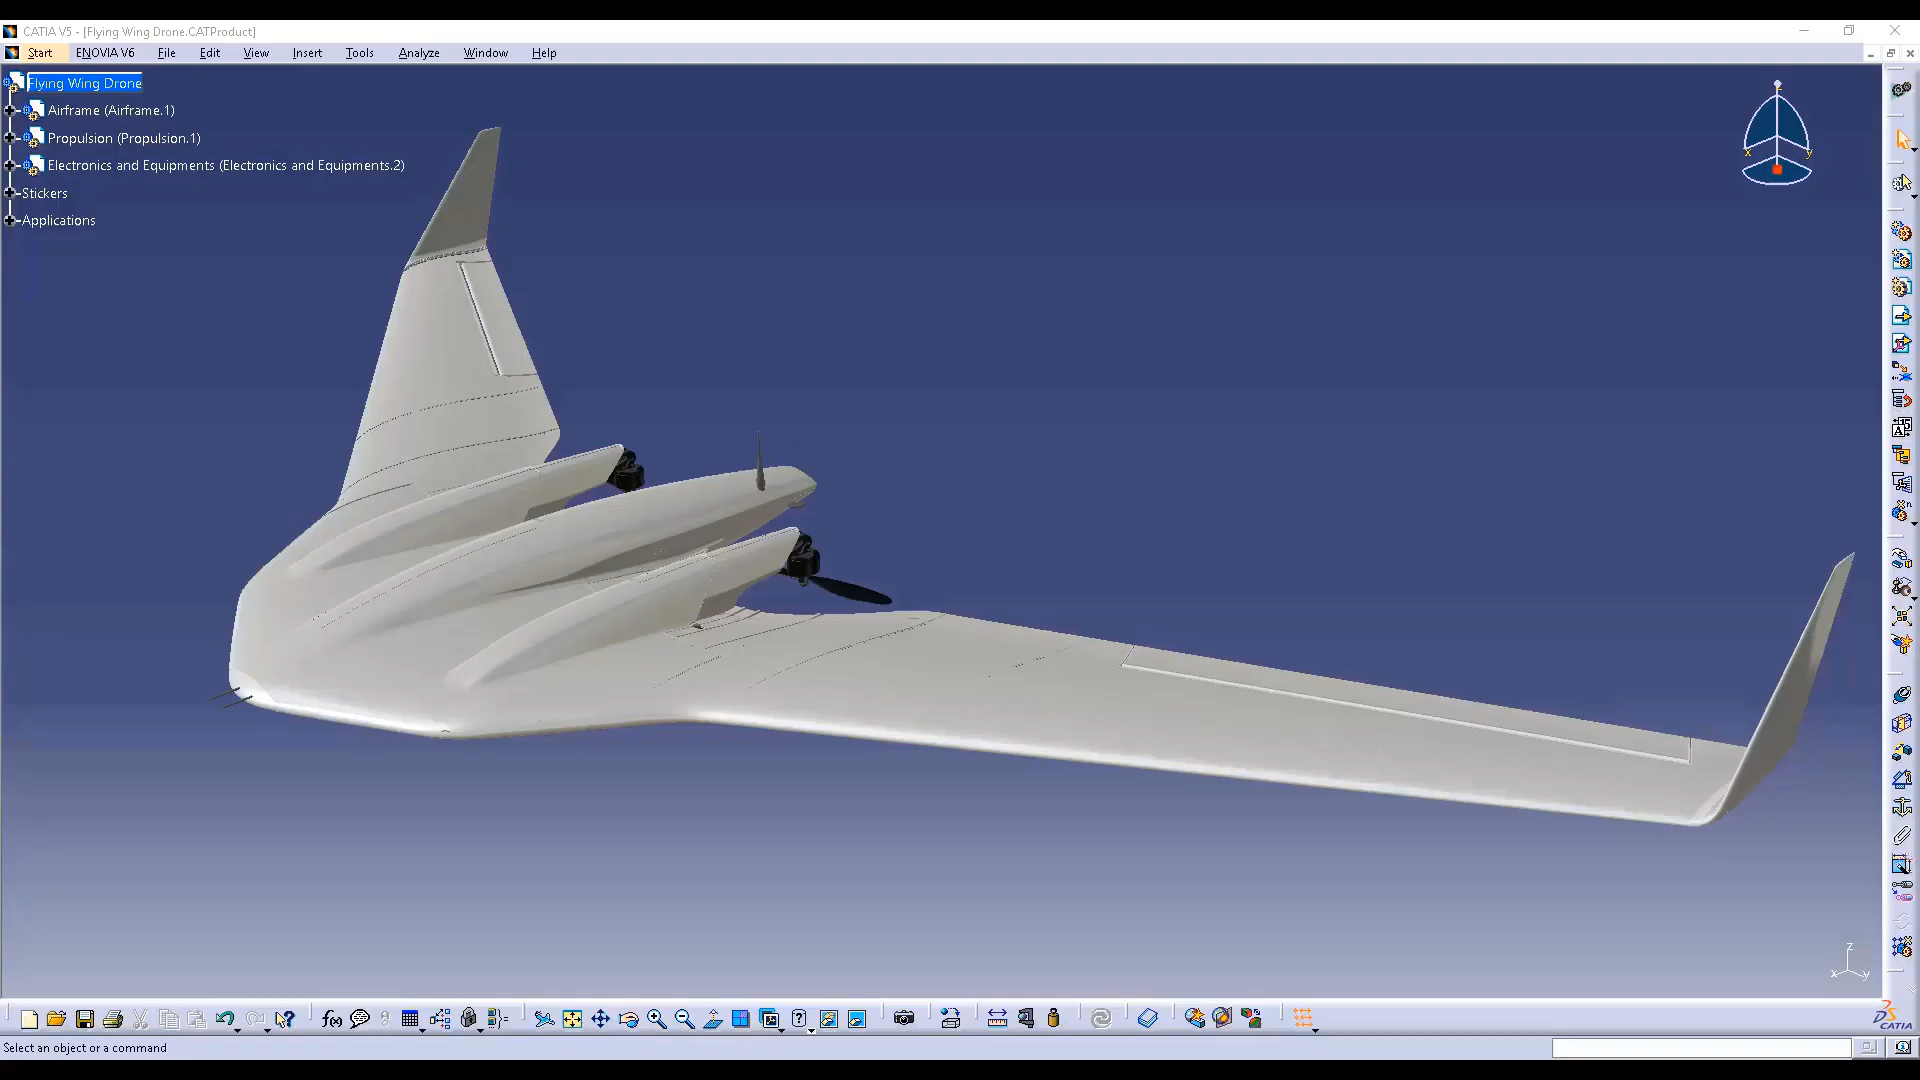 CATIA V5 - [Flying Wing Drone.CATProduct]
Start ENOVIA V6 File Edit View Insert Tools Analyze Window Help
Flying Wing Drone
Airframe (Airframe.1)
Propulsion (Propulsion.1)
Electronics and Equipments (Electronics and Equipments.2)
Stickers
Applications
x y
z
x y
f(x)
CATIA
Select an object or a command